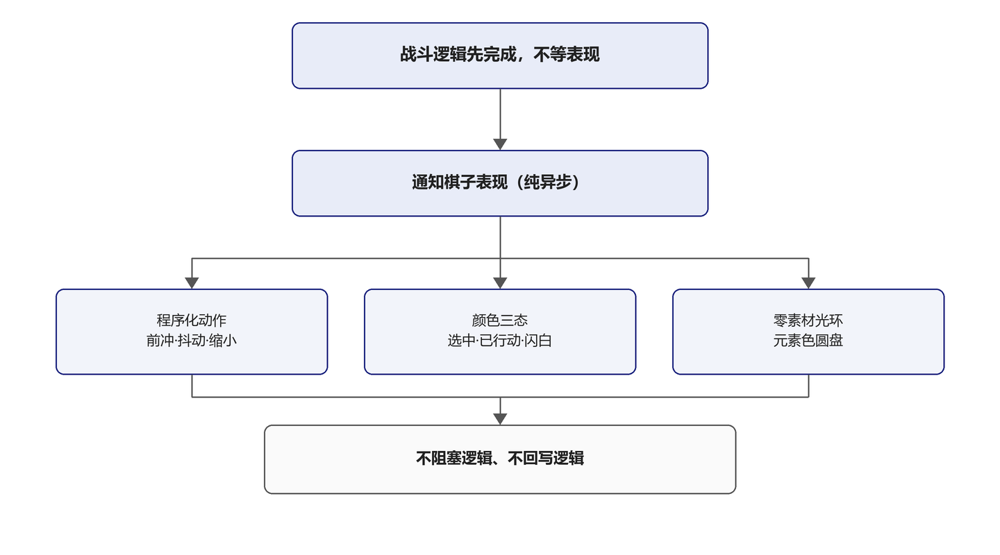 战斗逻辑先完成，不等表现
通知棋子表现（纯异步）
程序化动作
前冲·抖动·缩小
颜色三态
选中·已行动·闪白
零素材光环
元素色圆盘
不阻塞逻辑、不回写逻辑